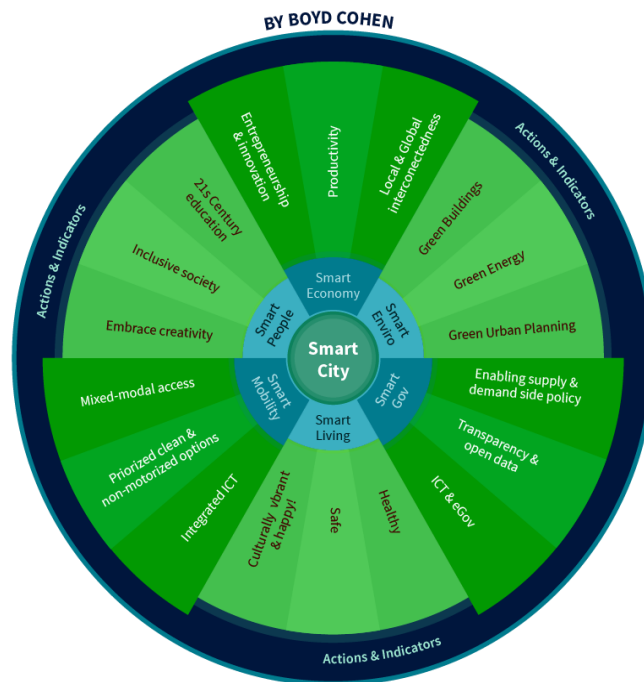 BY BOYD COHEN
Actions & Indicators
Actions & Indicators
Actions & Indicators
Entrepreneurship
& innovation
Productivity
Local & Global
interconectedness
Green Buildings
Green Energy
Green Urban Planning
Enabling supply &
demand side policy
Transparency &
open data
ICT & eGov
Healthy
Safe
Culturally vibrant
& happy!
Integrated ICT
Priorized clean &
non-motorized options
Mixed-modal access
Embrace creativity
Inclusive society
21s Century
education
Smart
Economy
Smart
Enviro
Smart
Gov
Smart
Living
Smart
Mobility
Smart
People
Smart
City